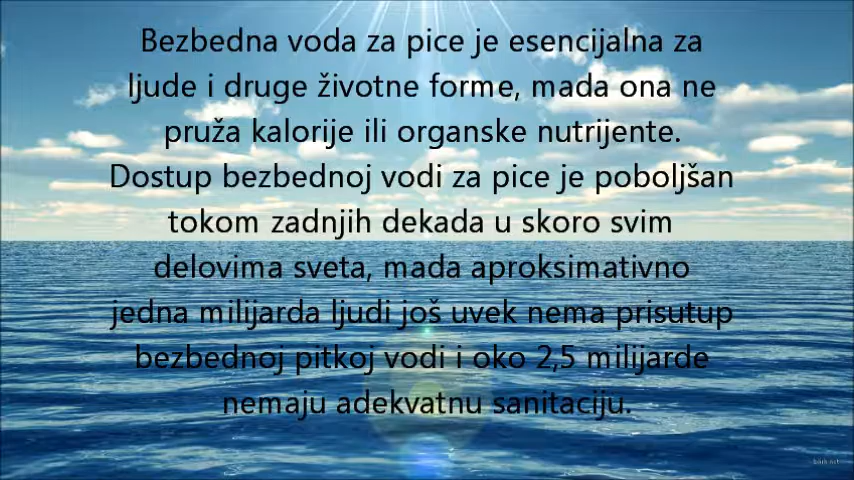 Bezbedna voda za pice je esencijalna za
ljude i druge životne forme, mada ona ne
pruža kalorije ili organske nutrijente.
Dostup bezbednoj vodi za pice je poboljšan
tokom zadnjih dekada u skoro svim
delovima sveta, mada aproksimativno
jedna milijarda ljudi još uvek nema prisutup
bezbednoj pitkoj vodi i oko 2,5 milijarde
nemaju adekvatnu sanitaciju.